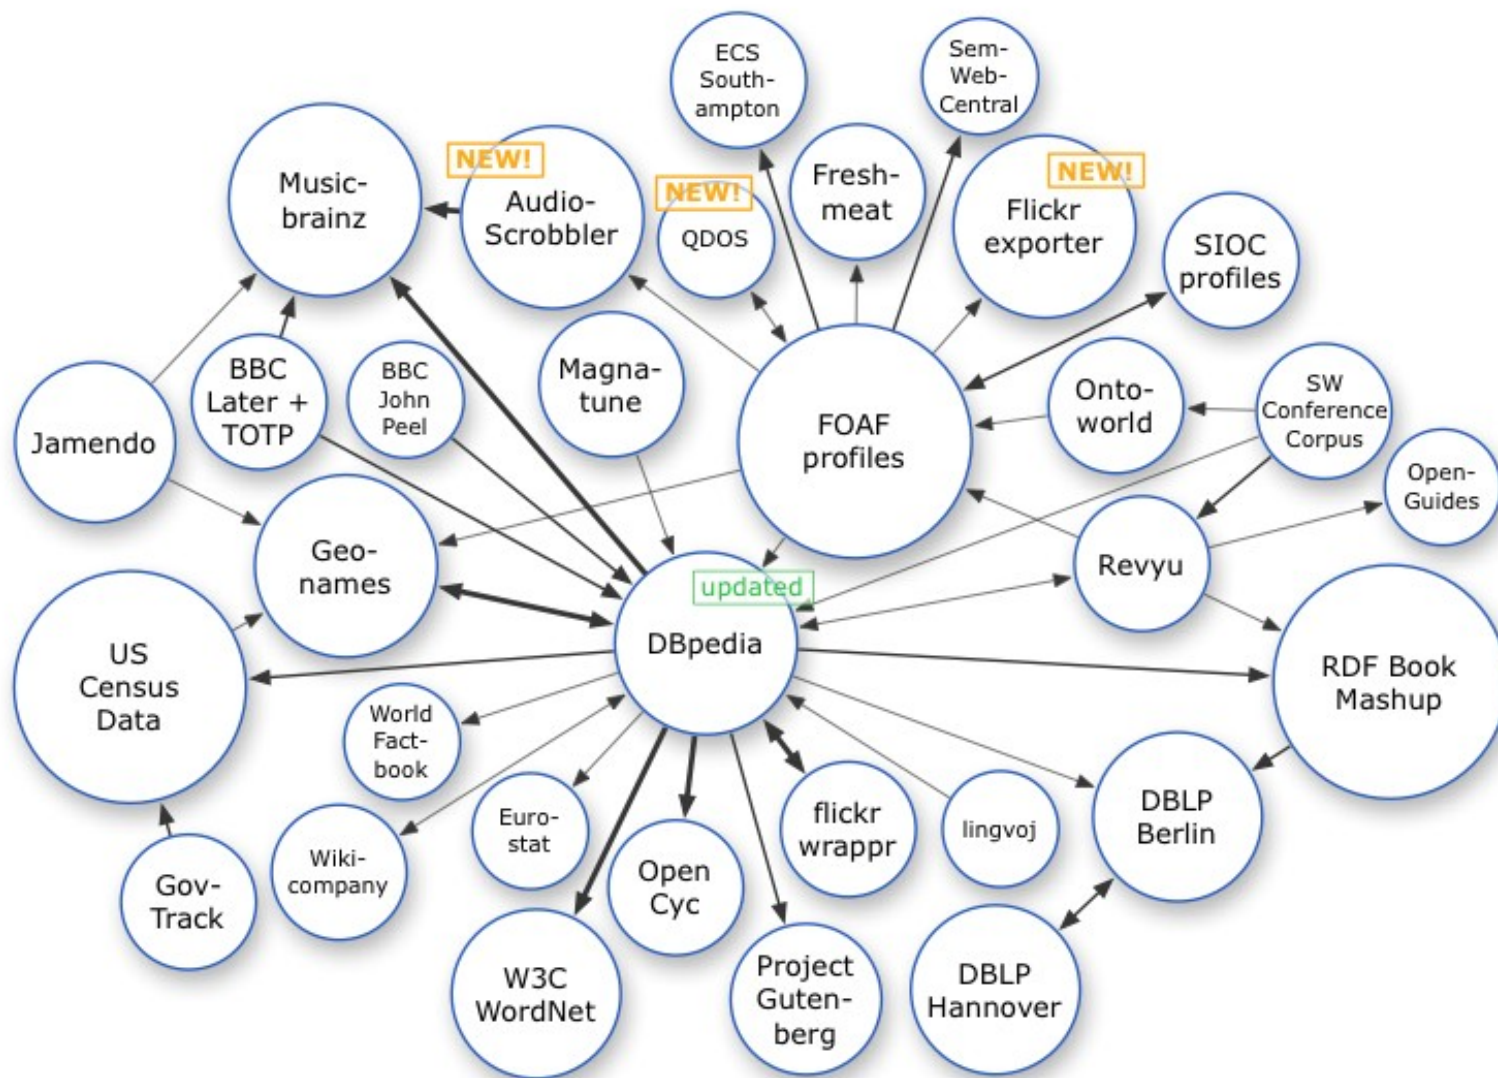 ECS
South-
ampton
Sem-
Web-
Central
NEW!
Music-
brainz
Audio-
Scrobbler
NEW!
QDOS
Fresh-
meat
NEW!
Flickr
exporter
SIOC
profiles
Jamendo
BBC
Later +
TOTP
BBC
John
Peel
Magna-
tune
FOAF
profiles
Onto-
world
SW
Conference
Corpus
Open-
Guides
Geo-
names
updated
DBpedia
Revyu
US
Census
Data
World
Fact-
book
RDF Book
Mashup
Gov-
Track
Wiki-
company
Euro-
stat
Open
Cyc
flickr
wrappr
lingvoj
DBLP
Berlin
W3C
WordNet
Project
Guten-
berg
DBLP
Hannover